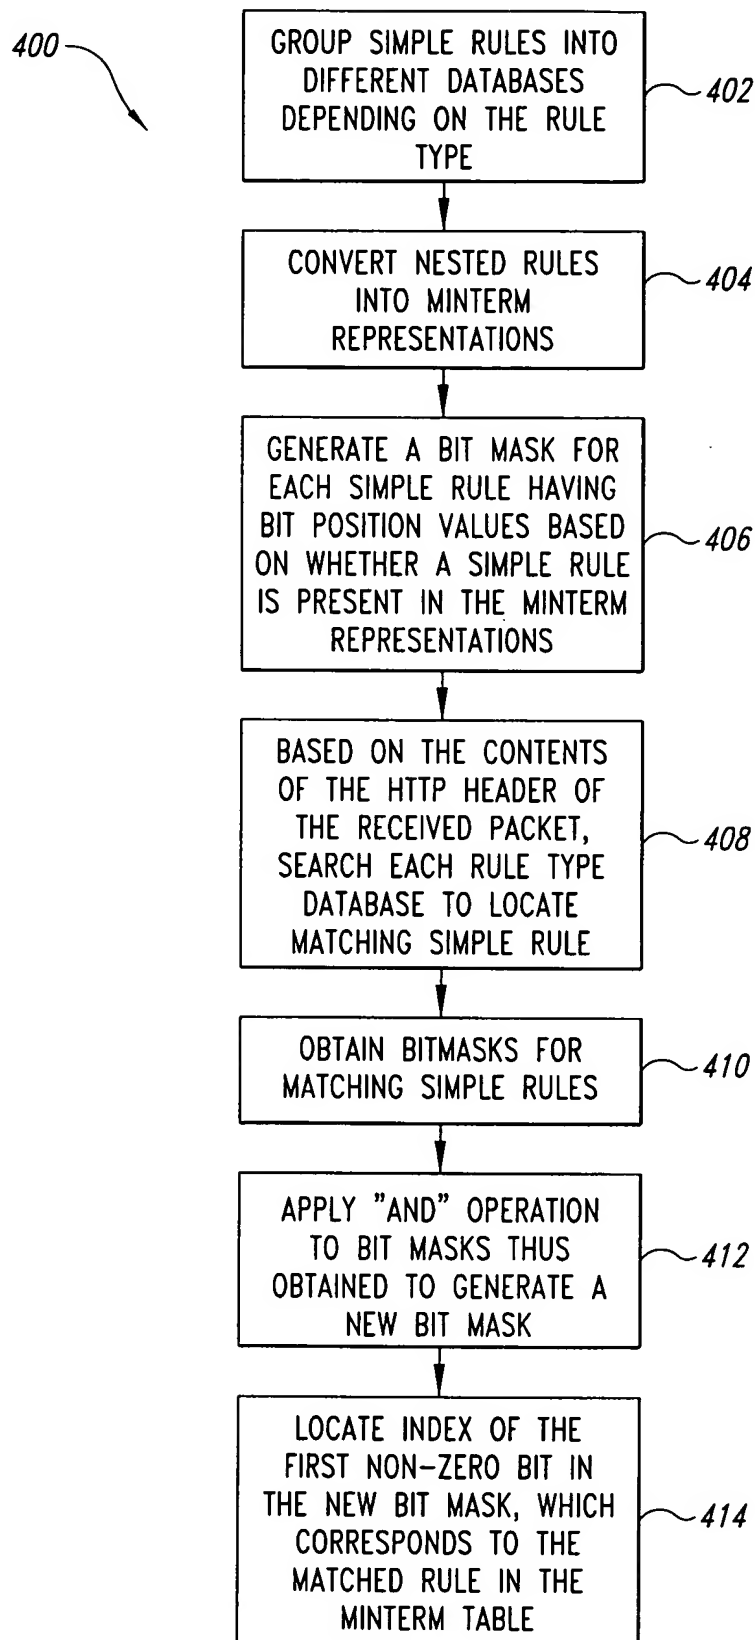 400
GROUP SIMPLE RULES INTO
DIFFERENT DATABASES
DEPENDING ON THE RULE
TYPE
402
CONVERT NESTED RULES
INTO MINTERM
REPRESENTATIONS
404
GENERATE A BIT MASK FOR
EACH SIMPLE RULE HAVING
BIT POSITION VALUES BASED
ON WHETHER A SIMPLE RULE
IS PRESENT IN THE MINTERM
REPRESENTATIONS
406
BASED ON THE CONTENTS
OF THE HTTP HEADER OF
THE RECEIVED PACKET,
SEARCH EACH RULE TYPE
DATABASE TO LOCATE
MATCHING SIMPLE RULE
408
OBTAIN BITMASKS FOR
MATCHING SIMPLE RULES
410
APPLY "AND" OPERATION
TO BIT MASKS THUS
OBTAINED TO GENERATE A
NEW BIT MASK
412
LOCATE INDEX OF THE
FIRST NON-ZERO BIT IN
THE NEW BIT MASK, WHICH
CORRESPONDS TO THE
MATCHED RULE IN THE
MINTERM TABLE
414